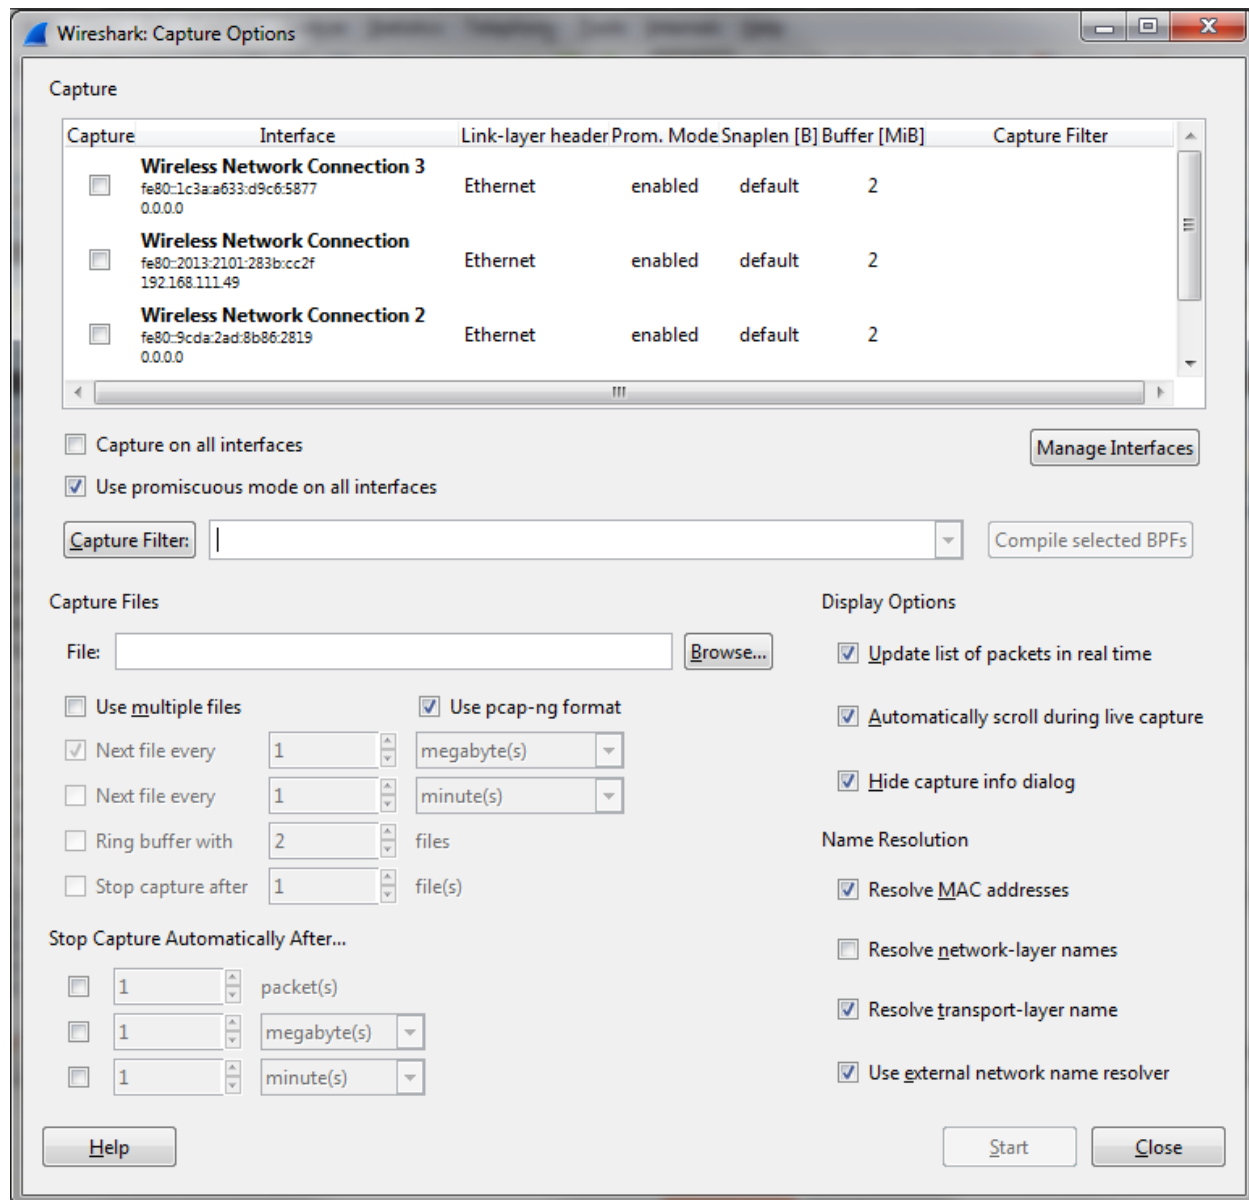 Wireshark: Capture Options
Capture
Capture Interface Link-layer header Prom. Mode Snaplen [B] Buffer [MiB] Capture Filter
Wireless Network Connection 3
fe80::1c3a:a633:d9c6:5877
0.0.0.0
Ethernet enabled default 2
Wireless Network Connection
fe80::2013:2101:283b:cc2f
192.168.111.49
Ethernet enabled default 2
Wireless Network Connection 2
fe80::9cda:2ad:8b86:2819
0.0.0.0
Ethernet enabled default 2
Capture on all interfaces
Manage Interfaces
Use promiscuous mode on all interfaces
Capture Filter: Compile selected BPFs
Capture Files
File: Browse...
Use multiple files Use pcap-ng format
Next file every 1 megabyte(s)
Next file every 1 minute(s)
Ring buffer with 2 files
Stop capture after 1 file(s)
Stop Capture Automatically After...
1 packet(s)
1 megabyte(s)
1 minute(s)
Display Options
Update list of packets in real time
Automatically scroll during live capture
Hide capture info dialog
Name Resolution
Resolve MAC addresses
Resolve network-layer names
Resolve transport-layer name
Use external network name resolver
Help Start Close